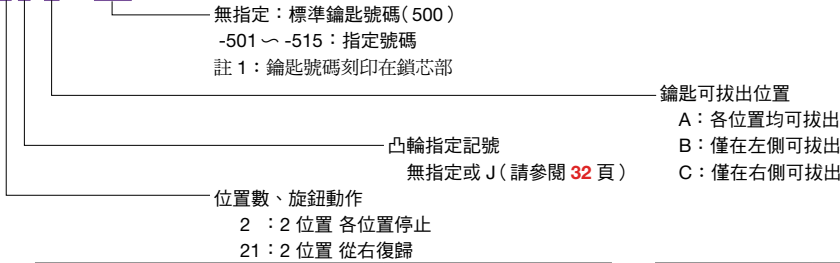 無指定：標準鑰匙號碼（500）
-501～ -515：指定號碼
註 1：鑰匙號碼刻印在鎖芯部
鑰匙可拔出位置
A：各位置均可拔出
B：僅在左側可拔出
C：僅在右側可拔出
凸輪指定記號
無指定或 J（請參閱 32 頁）
位置數、旋鈕動作
2 ：2 位置 各位置停止
21：2 位置 從右復歸